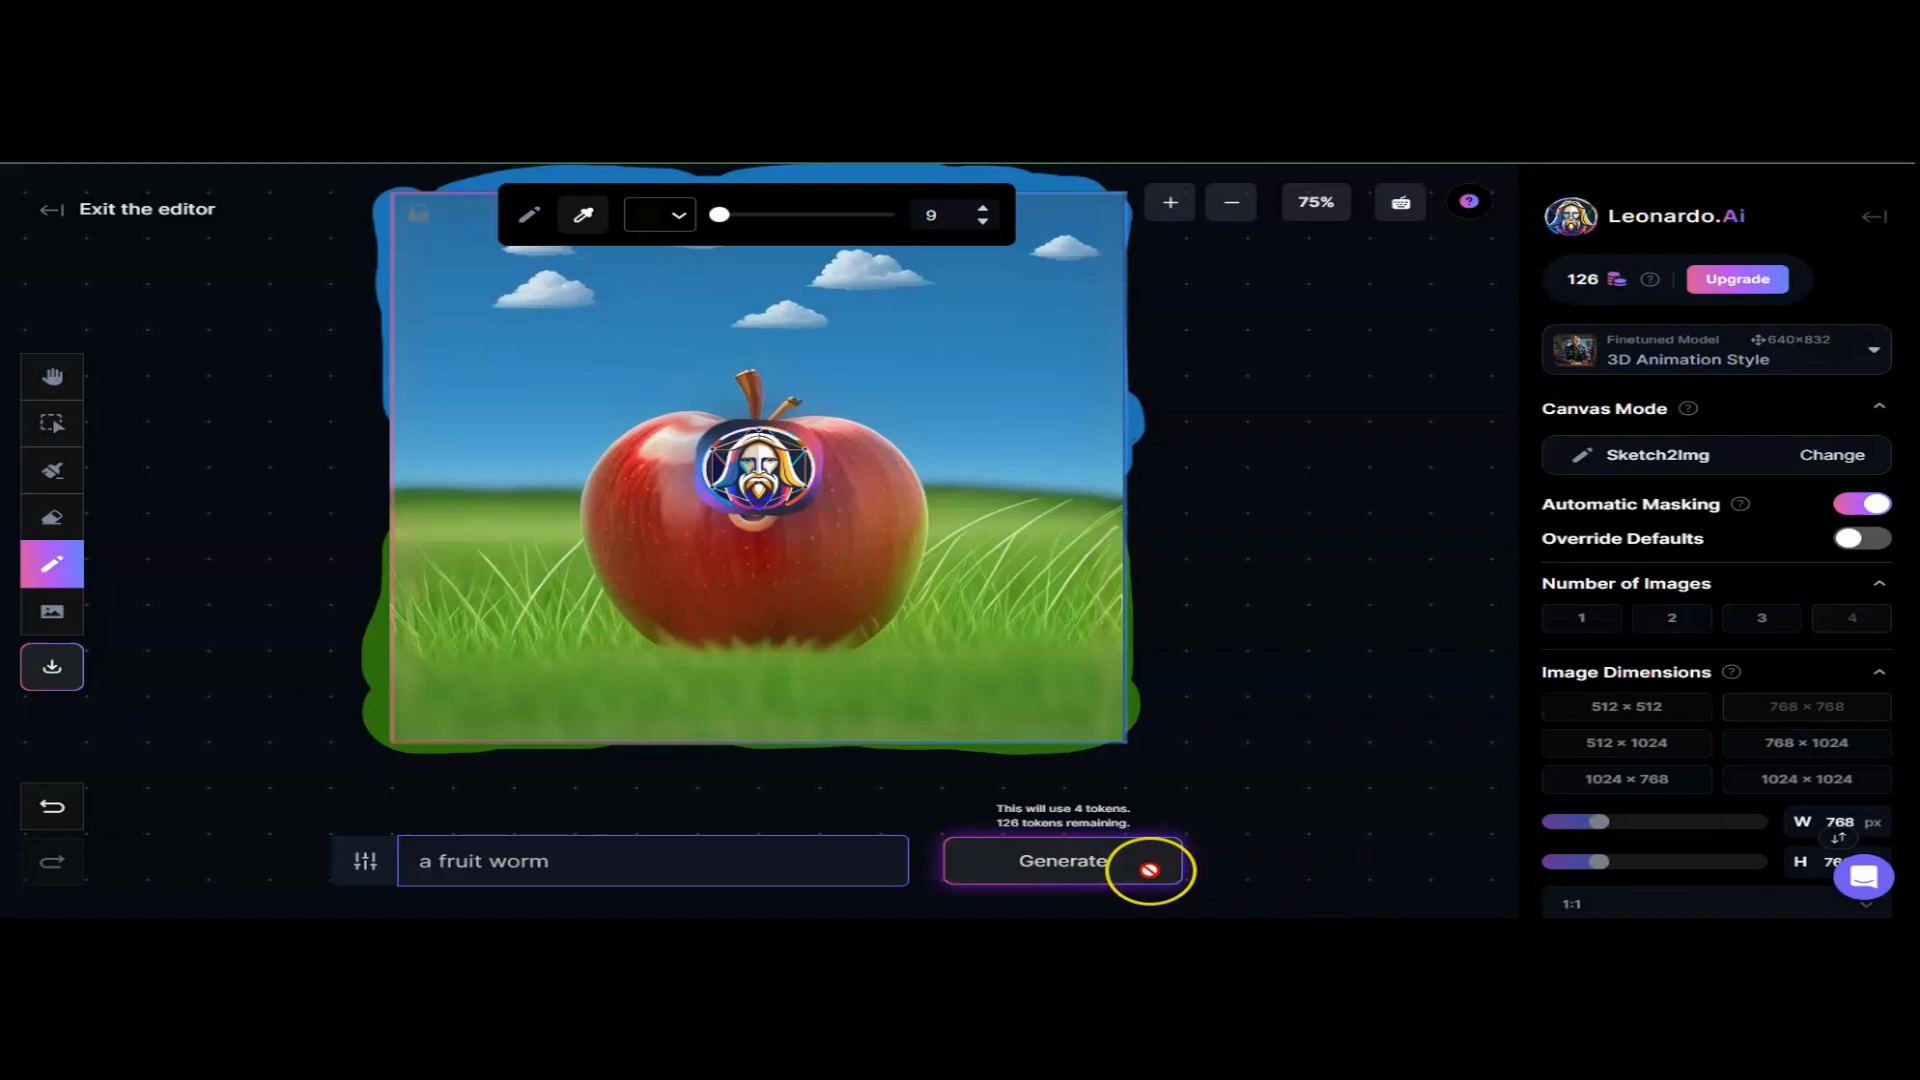 Exit the editor
9
75%
?
Leonardo.Ai
126
?
Upgrade
Finetuned Model
640×832
3D Animation Style
Canvas Mode ?
Sketch2Img
Change
Automatic Masking ?
Override Defaults
Number of Images
1
2
3
4
Image Dimensions ?
512 × 512
768 × 768
512 × 1024
768 × 1024
1024 × 768
1024 × 1024
W 768 px
H
1:1
This will use 4 tokens.
126 tokens remaining.
a fruit worm
Generate